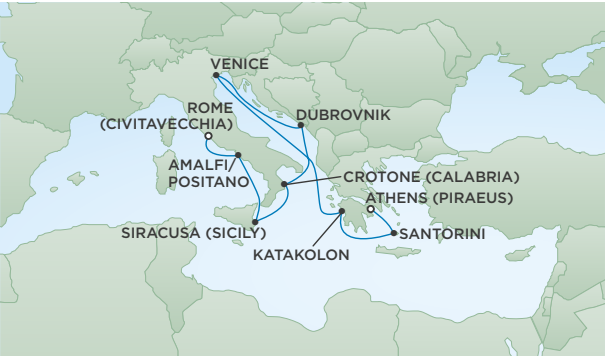 VENICE
ROME
(CIVITAVECCHIA)
DUBROVNIK
AMALFI/
POSITANO
CROTONE (CALABRIA)
ATHENS (PIRAEUS)
SIRACUSA (SICILY)
SANTORINI
KATAKOLON